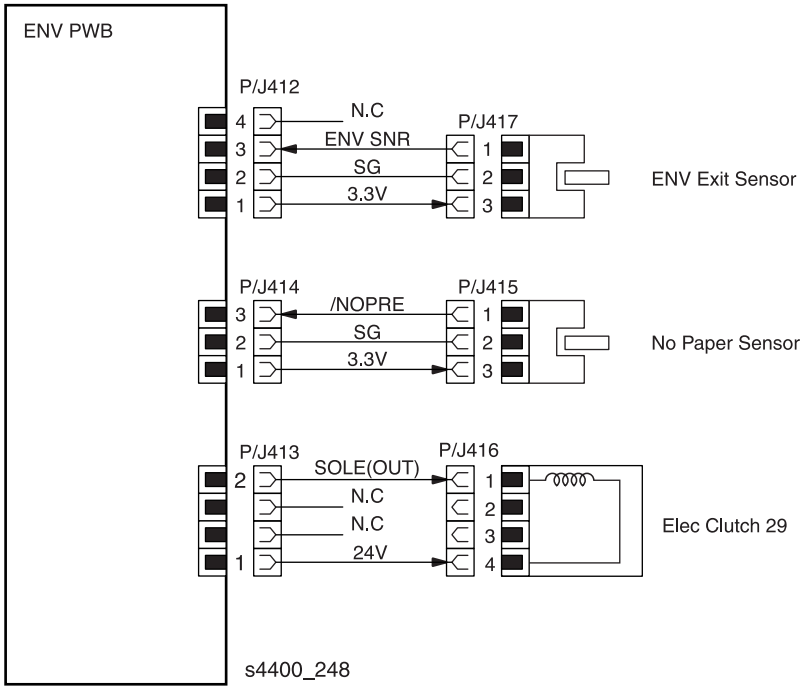 ENV PWB
P/J412
4 N.C
P/J417
3 ENV SNR 1
2 SG 2
1 3.3V 3
ENV Exit Sensor
P/J414
P/J415
3 /NOPRE 1
2 SG 2
1 3.3V 3
No Paper Sensor
P/J413
P/J416
2 SOLE(OUT) 1
N.C 2
N.C 3
1 24V 4
Elec Clutch 29
s4400_248